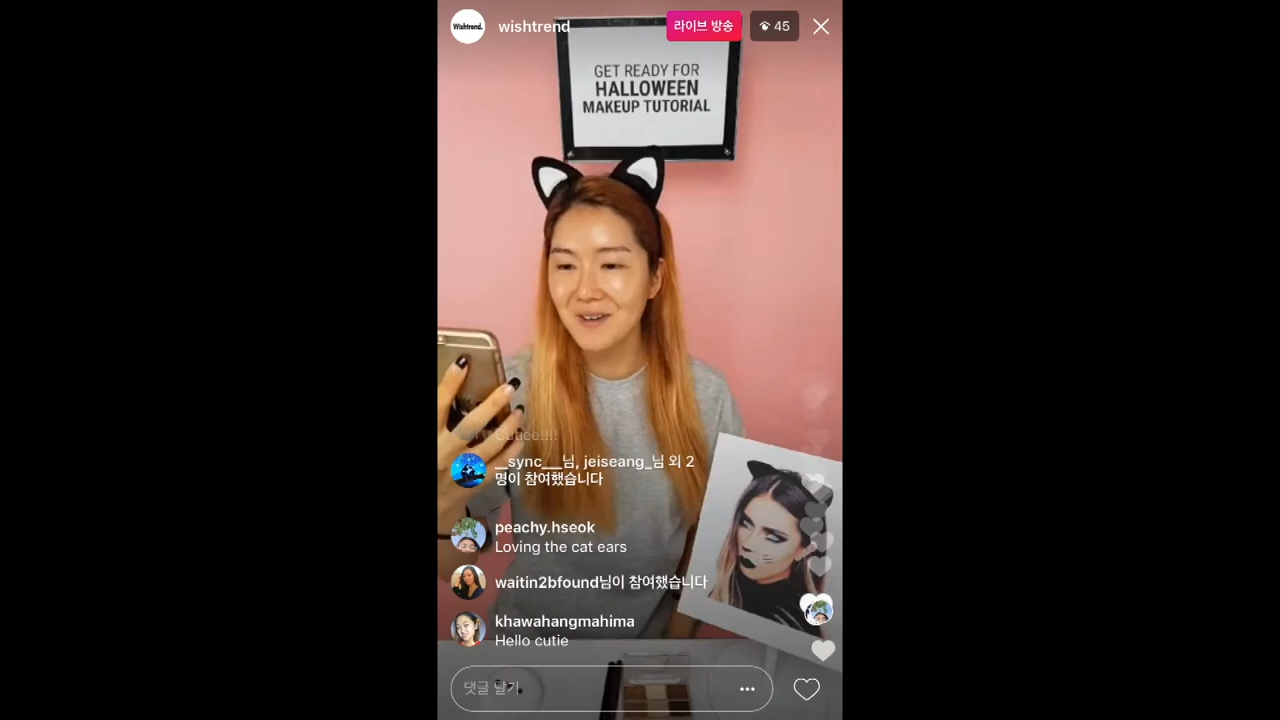 Wishtrend.
wishtrend
라이브 방송
45
GET READY FOR
HALLOWEEN
MAKEUP TUTORIAL
Cutiee!!!!
__sync___님, jeiseang_님 외 2
명이 참여했습니다
peachy.hseok
Loving the cat ears
waitin2bfound님이 참여했습니다
khawahangmahima
Hello cutie
댓글 달기...